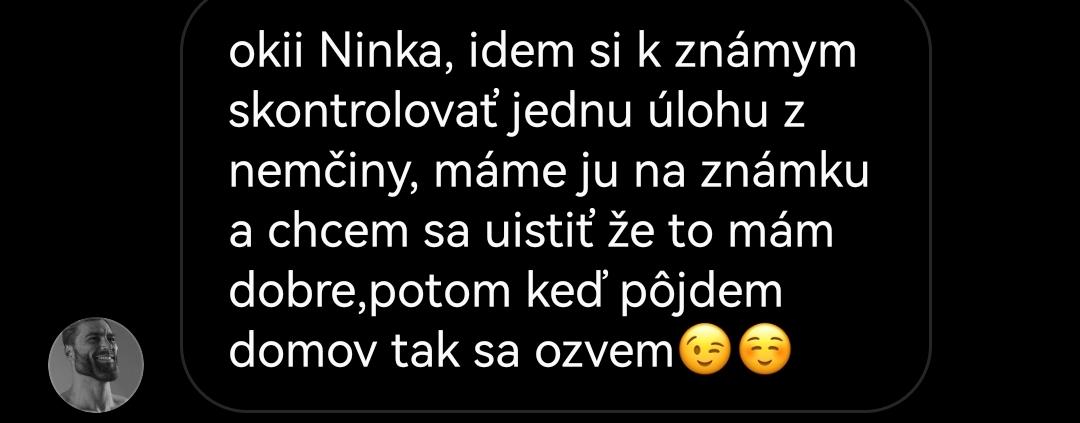 okii Ninka, idem si k známym
skontrolovať jednu úlohu z
nemčiny, máme ju na známku
a chcem sa uistiť že to mám
dobre,potom keď pôjdem
domov tak sa ozvem😉☺️